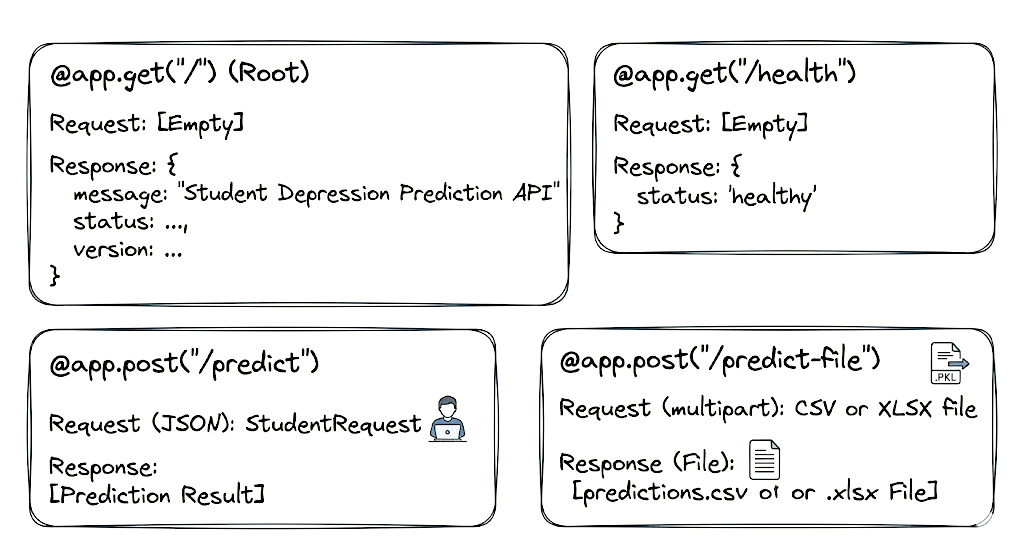 @app.get("/") (Root)
Request: [Empty]
Response: {
message: "Student Depression Prediction API"
status: ...,
version: ...
}
@app.get("/health")
Request: [Empty]
Response: {
status: 'healthy'
}
@app.post("/predict")
Request (JSON): StudentRequest
Response:
[Prediction Result]
@app.post("/predict-file")
.PKL
Request (multipart): CSV or XLSX file
Response (File):
[predictions.csv or or .xlsx File]